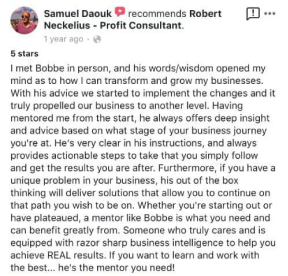 Samuel Daouk recommends Robert
Neckelius - Profit Consultant.
1 year ago ·
5 stars
I met Bobbe in person, and his words/wisdom opened my
mind as to how I can transform and grow my businesses.
With his advice we started to implement the changes and it
truly propelled our business to another level. Having
mentored me from the start, he always offers deep insight
and advice based on what stage of your business journey
you're at. He's very clear in his instructions, and always
provides actionable steps to take that you simply follow
and get the results you are after. Furthermore, if you have a
unique problem in your business, his out of the box
thinking will deliver solutions that allow you to continue on
that path you wish to be on. Whether you're starting out or
have plateaued, a mentor like Bobbe is what you need and
can benefit greatly from. Someone who truly cares and is
equipped with razor sharp business intelligence to help you
achieve REAL results. If you want to learn and work with
the best... he's the mentor you need!